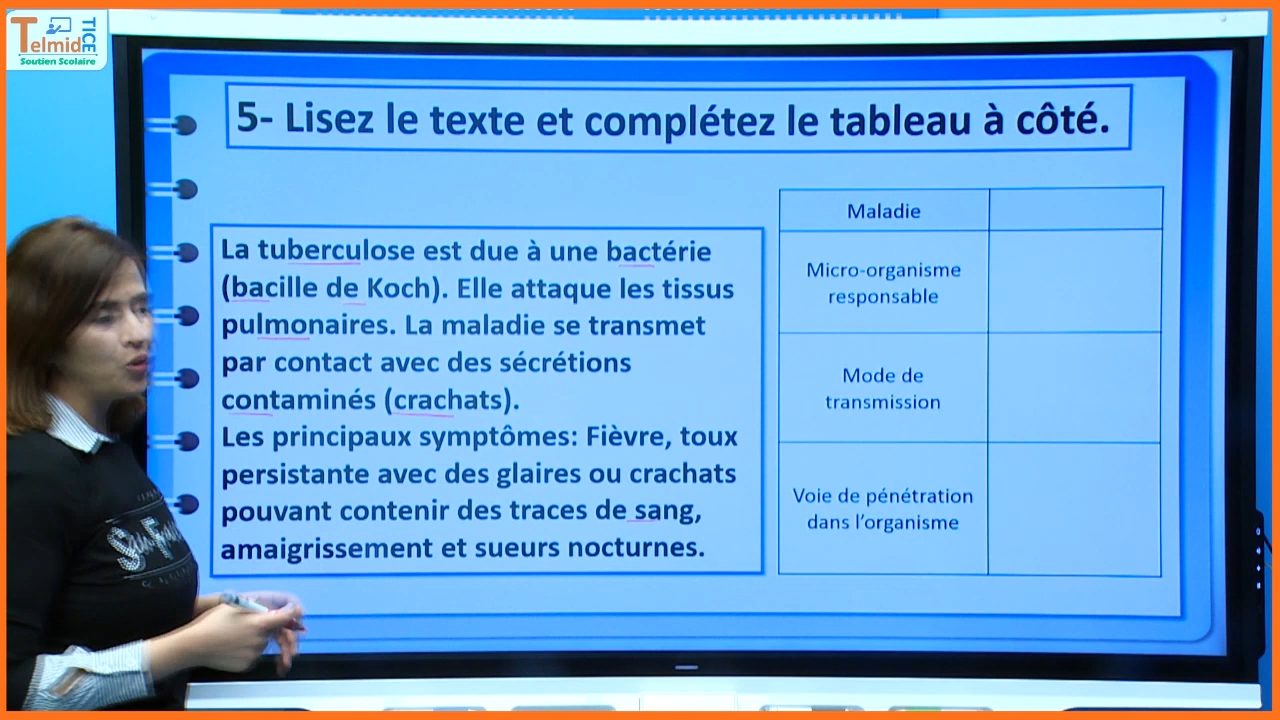 Telmid TICE
Soutien Scolaire
5- Lisez le texte et complétez le tableau à côté.
La tuberculose est due à une bactérie
(bacille de Koch). Elle attaque les tissus
pulmonaires. La maladie se transmet
par contact avec des sécrétions
contaminés (crachats).
Les principaux symptômes: Fièvre, toux
persistante avec des glaires ou crachats
pouvant contenir des traces de sang,
amaigrissement et sueurs nocturnes.
Maladie
Micro-organisme
responsable
Mode de
transmission
Voie de pénétration
dans l'organisme